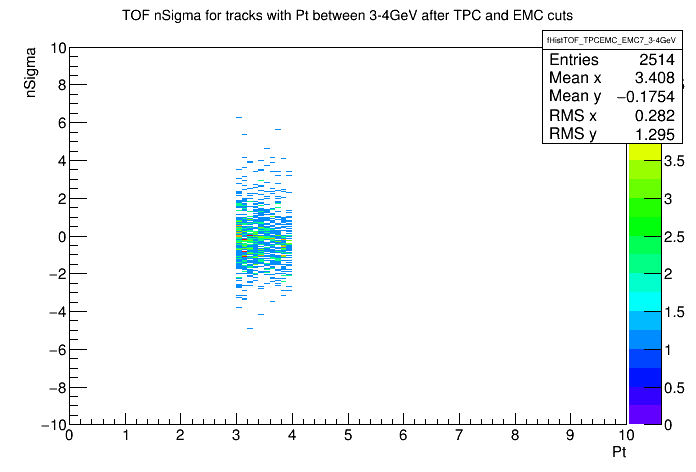 TOF nSigma for tracks with Pt between 3-4GeV after TPC and EMC cuts
fHistTOF_TPCEMC_EMC7_3-4GeV
Entries 2514
Mean x 3.408
Mean y −0.1754
RMS x 0.282
RMS y 1.295
nSigma
10
8
6
4
2
0
−2
−4
−6
−8
−10
0 1 2 3 4 5 6 7 8 9 10
Pt
3.5
3
2.5
2
1.5
1
0.5
0